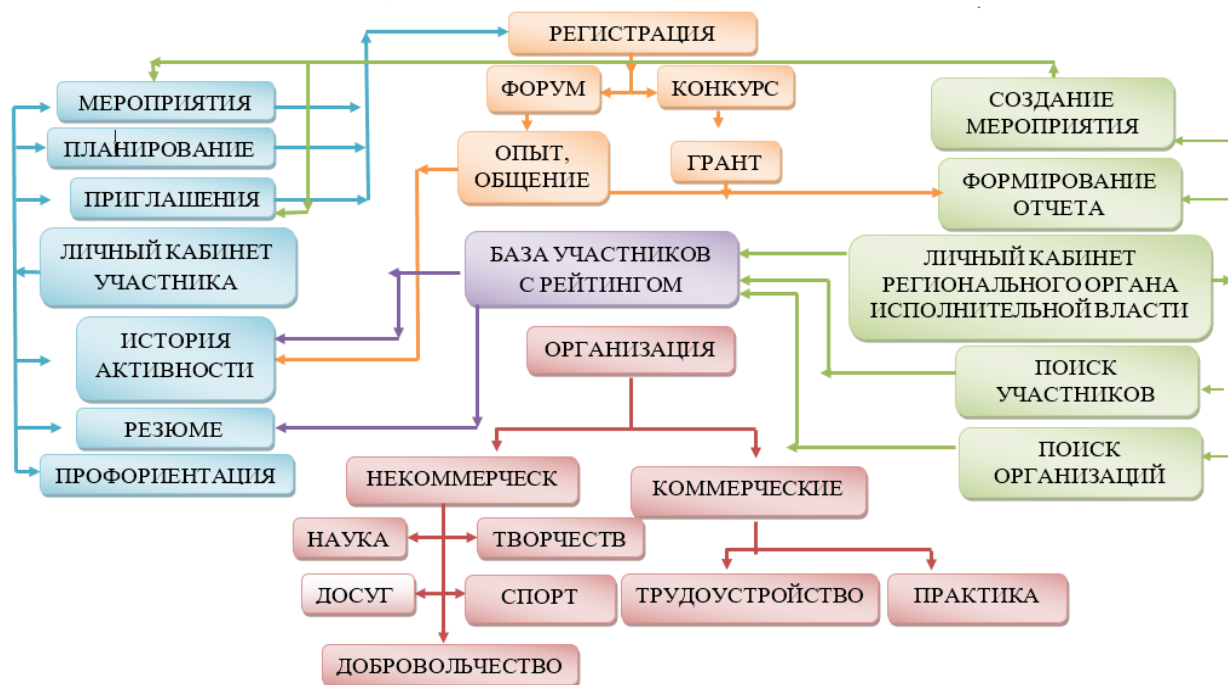 РЕГИСТРАЦИЯ
ФОРУМ
КОНКУРС
МЕРОПРИЯТИЯ
СОЗДАНИЕ
МЕРОПРИЯТИЯ
ПЛАНИРОВАНИЕ
ОПЫТ,
ОБЩЕНИЕ
ГРАНТ
ФОРМИРОВАНИЕ
ОТЧЕТА
ПРИГЛАШЕНИЯ
ЛИЧНЫЙ КАБИНЕТ
УЧАСТНИКА
БАЗА УЧАСТНИКОВ
С РЕЙТИНГОМ
ЛИЧНЫЙ КАБИНЕТ
РЕГИОНАЛЬНОГО ОРГАНА
ИСПОЛНИТЕЛЬНОЙ ВЛАСТИ
ИСТОРИЯ
АКТИВНОСТИ
ОРГАНИЗАЦИЯ
ПОИСК
УЧАСТНИКОВ
РЕЗЮМЕ
ПОИСК
ОРГАНИЗАЦИЙ
ПРОФОРИЕНТАЦИЯ
НЕКОММЕРЧЕСК
КОММЕРЧЕСКИЕ
НАУКА
ТВОРЧЕСТВ
ДОСУГ
СПОРТ
ТРУДОУСТРОЙСТВО
ПРАКТИКА
ДОБРОВОЛЬЧЕСТВО